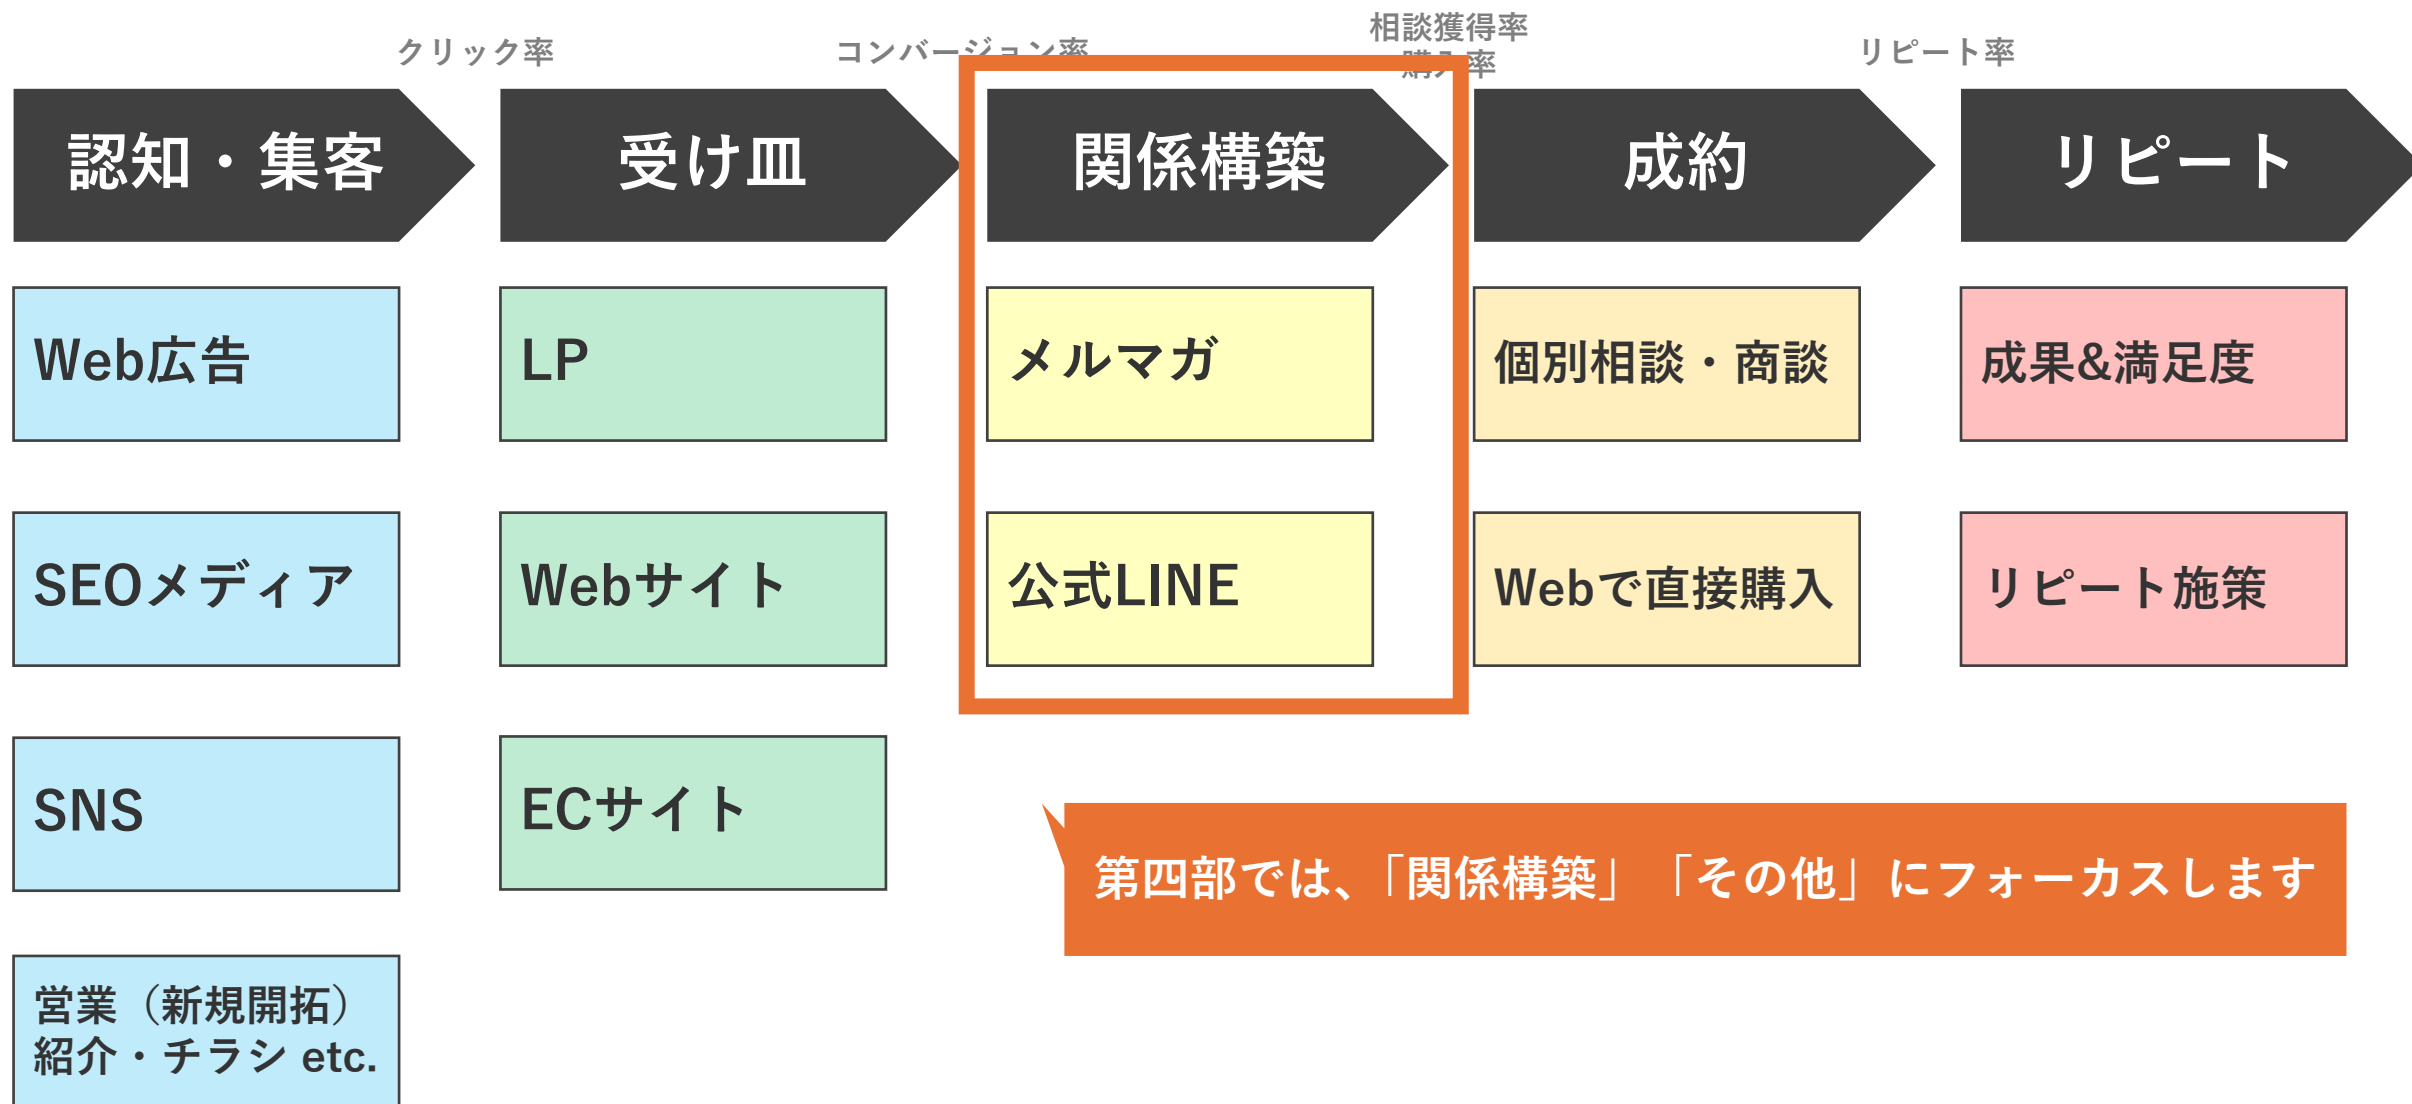 クリック率
コンバージョン率
相談獲得率
購入率
リピート率
認知・集客
受け皿
関係構築
成約
リピート
Web広告
LP
メルマガ
個別相談・商談
成果&満足度
SEOメディア
Webサイト
公式LINE
Webで直接購入
リピート施策
SNS
ECサイト
第四部では、「関係構築」「その他」にフォーカスします
営業（新規開拓）
紹介・チラシ etc.